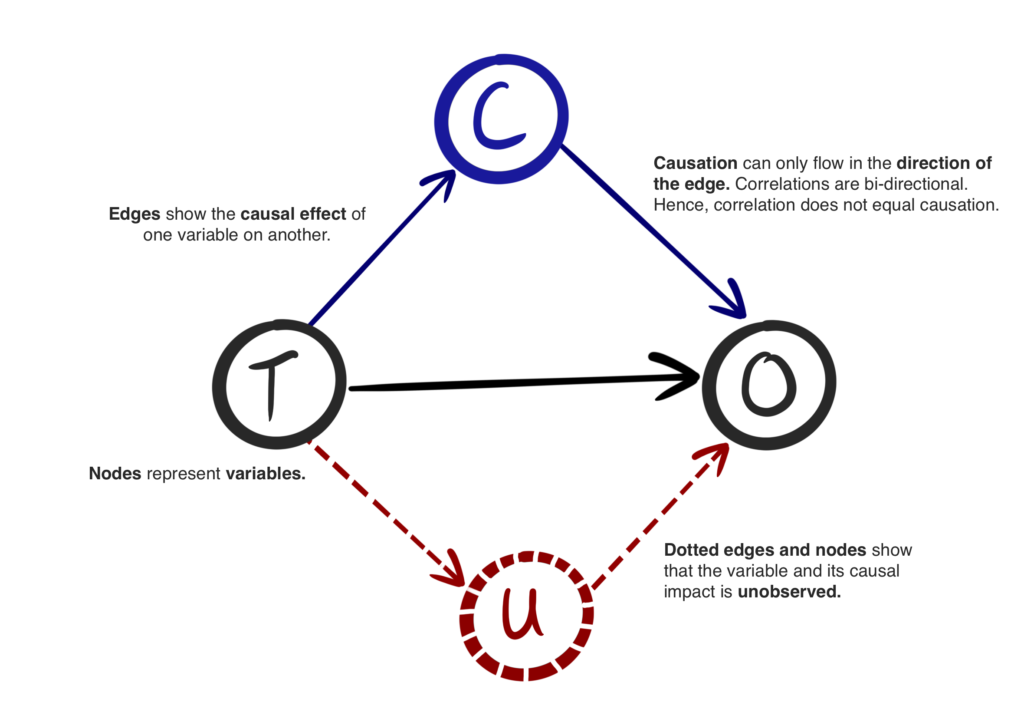 C
Causation can only flow in the direction of
the edge. Correlations are bi-directional.
Hence, correlation does not equal causation.
Edges show the causal effect of
one variable on another.
T
O
Nodes represent variables.
Dotted edges and nodes show
that the variable and its causal
impact is unobserved.
U